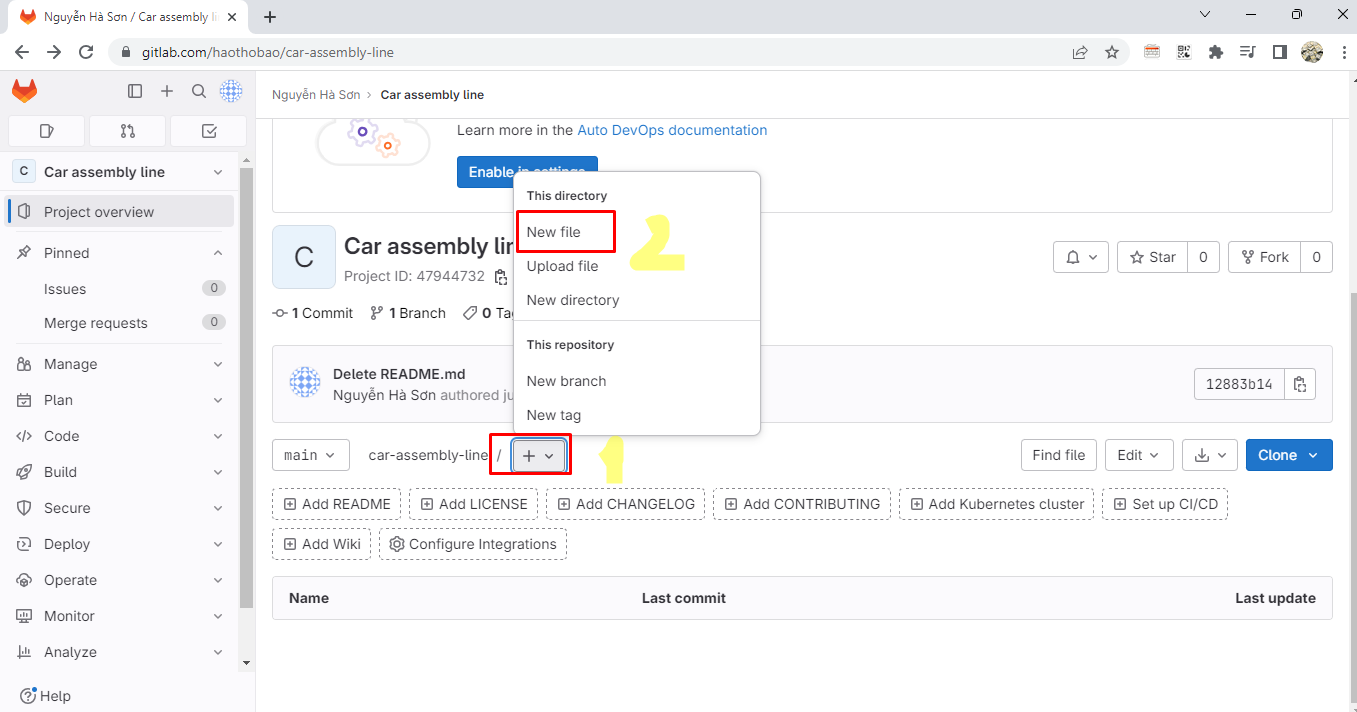 Nguyễn Hà Sơn / Car assembly li
gitlab.com/haothobao/car-assembly-line
Nguyễn Hà Sơn › Car assembly line
Learn more in the Auto DevOps documentation
Enable in settings
C Car assembly line
Project overview
Pinned
Issues 0
Merge requests 0
Manage
Plan
Code
Build
Secure
Deploy
Operate
Monitor
Analyze
Help
This directory
New file
2
Upload file
New directory
This repository
New branch
New tag
C
Car assembly lin
Project ID: 47944732
Star 0
Fork 0
1 Commit 1 Branch 0 Tag
Delete README.md
Nguyễn Hà Sơn authored ju
12883b14
main
car-assembly-line / +
1
Find file
Edit
Clone
Add README
Add LICENSE
Add CHANGELOG
Add CONTRIBUTING
Add Kubernetes cluster
Set up CI/CD
Add Wiki
Configure Integrations
Name Last commit Last update